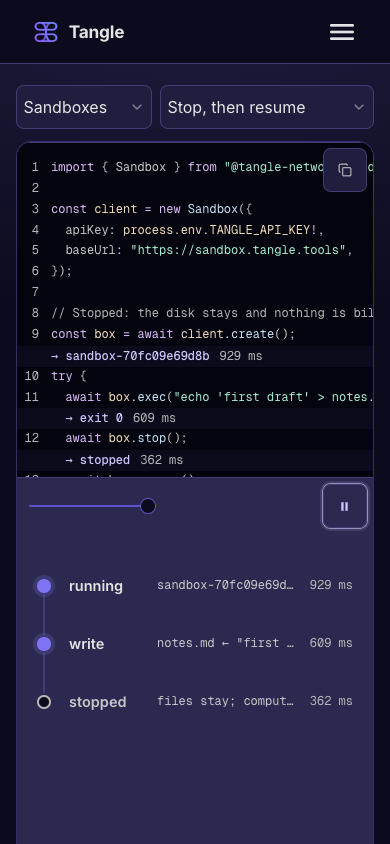 Tangle
Sandboxes
Stop, then resume
1 import { Sandbox } from "@tangle-netwo
2
3 const client = new Sandbox({
4 apiKey: process.env.TANGLE_API_KEY!,
5 baseUrl: "https://sandbox.tangle.tools",
6 });
7
8 // Stopped: the disk stays and nothing is bil
9 const box = await client.create();
→ sandbox-70fc09e69d8b 929 ms
10 try {
11 await box.exec("echo 'first draft' > notes.
→ exit 0 609 ms
12 await box.stop();
→ stopped 362 ms
running sandbox-70fc09e69d… 929 ms
write notes.md ← "first … 609 ms
stopped files stay; comput… 362 ms